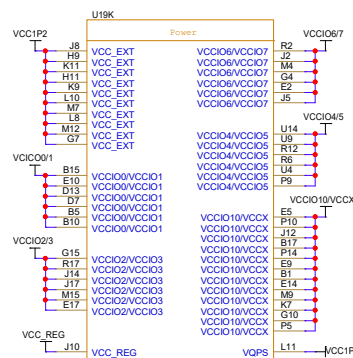 U19K
Power
VCC1P2
J8 VCC_EXT
H9 VCC_EXT
K11 VCC_EXT
H11 VCC_EXT
K9 VCC_EXT
L10 VCC_EXT
M7 VCC_EXT
L8 VCC_EXT
M12 VCC_EXT
G7 VCC_EXT
VCICO0/1
B15 VCCIO0/VCCIO1
E10 VCCIO0/VCCIO1
D13 VCCIO0/VCCIO1
D7 VCCIO0/VCCIO1
B5 VCCIO0/VCCIO1
B10 VCCIO0/VCCIO1
VCCIO2/3
G15 VCCIO2/VCCIO3
R17 VCCIO2/VCCIO3
J14 VCCIO2/VCCIO3
J17 VCCIO2/VCCIO3
M15 VCCIO2/VCCIO3
E17 VCCIO2/VCCIO3
VCC_REG
J10 VCC_REG
VCCIO6/7
VCCIO6/VCCIO7 R2
VCCIO6/VCCIO7 J2
VCCIO6/VCCIO7 M4
VCCIO6/VCCIO7 G4
VCCIO6/VCCIO7 E2
VCCIO6/VCCIO7 J5
VCCIO4/5
VCCIO4/VCCIO5 U14
VCCIO4/VCCIO5 U9
VCCIO4/VCCIO5 R12
VCCIO4/VCCIO5 R6
VCCIO4/VCCIO5 U4
VCCIO4/VCCIO5 P9
VCCIO10/VCCX
VCCIO10/VCCX E5
VCCIO10/VCCX P10
VCCIO10/VCCX J12
VCCIO10/VCCX B17
VCCIO10/VCCX P14
VCCIO10/VCCX E9
VCCIO10/VCCX B1
VCCIO10/VCCX E14
VCCIO10/VCCX M9
VCCIO10/VCCX K7
VCCIO10/VCCX G10
VCCIO10/VCCX P5
VQPS L11 VCC1P